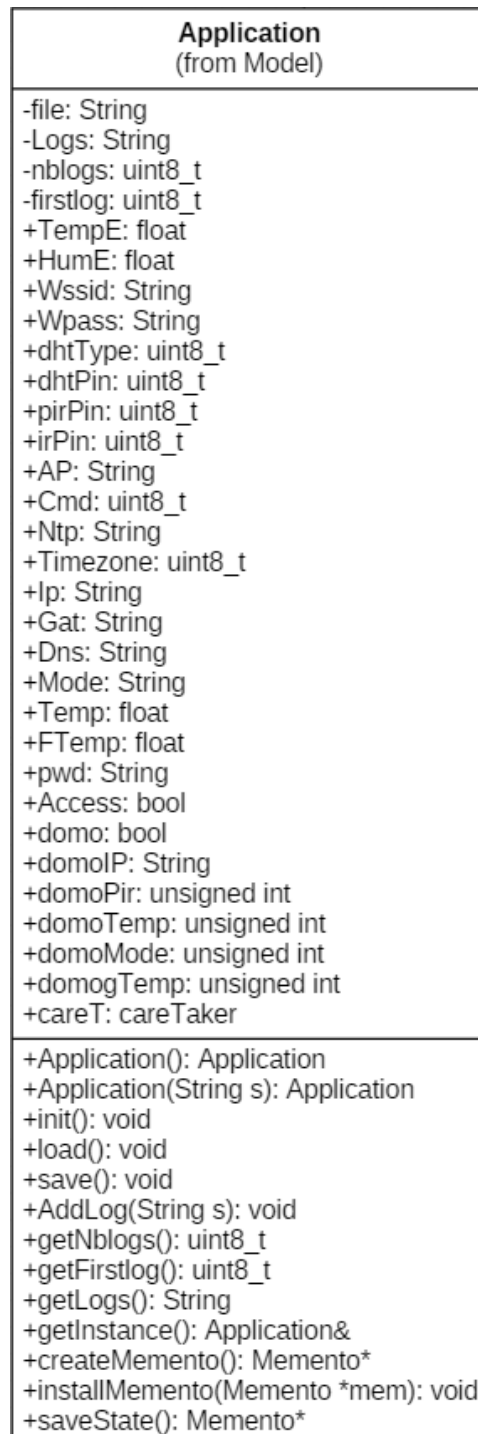 Application
(from Model)
-file: String
-Logs: String
-nblogs: uint8_t
-firstlog: uint8_t
+TempE: float
+HumE: float
+Wssid: String
+Wpass: String
+dhtType: uint8_t
+dhtPin: uint8_t
+pirPin: uint8_t
+irPin: uint8_t
+AP: String
+Cmd: uint8_t
+Ntp: String
+Timezone: uint8_t
+Ip: String
+Gat: String
+Dns: String
+Mode: String
+Temp: float
+FTemp: float
+pwd: String
+Access: bool
+domo: bool
+domoIP: String
+domoPir: unsigned int
+domoTemp: unsigned int
+domoMode: unsigned int
+domogTemp: unsigned int
+careT: careTaker
+Application(): Application
+Application(String s): Application
+init(): void
+load(): void
+save(): void
+AddLog(String s): void
+getNblogs(): uint8_t
+getFirstlog(): uint8_t
+getLogs(): String
+getInstance(): Application&
+createMemento(): Memento*
+installMemento(Memento *mem): void
+saveState(): Memento*